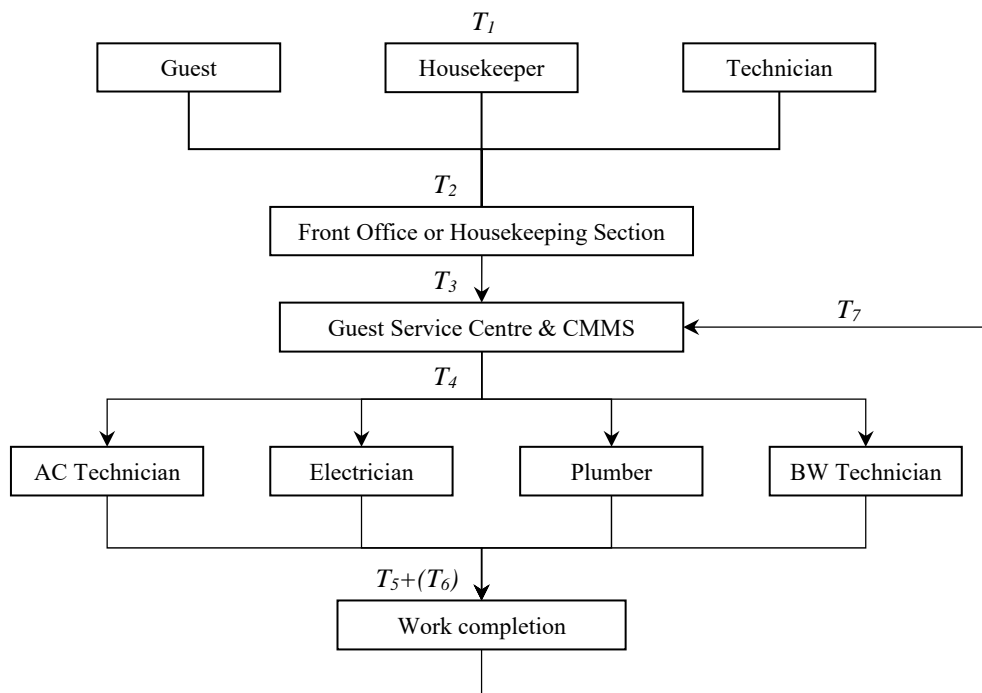 T1
Guest
Housekeeper
Technician
T2
Front Office or Housekeeping Section
T3
Guest Service Centre & CMMS
T7
T4
AC Technician
Electrician
Plumber
BW Technician
T5+(T6)
Work completion